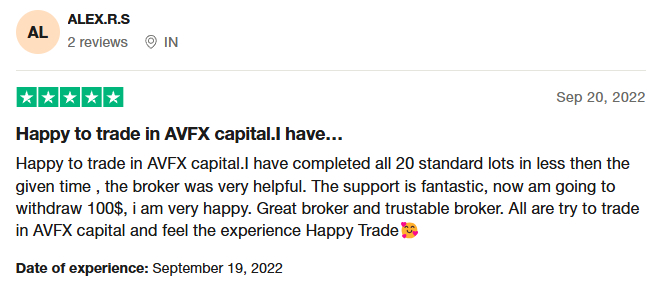 AL
ALEX.R.S
2 reviews IN
Sep 20, 2022
Happy to trade in AVFX capital.I have…
Happy to trade in AVFX capital.I have completed all 20 standard lots in less then the
given time , the broker was very helpful. The support is fantastic, now am going to
withdraw 100$, i am very happy. Great broker and trustable broker. All are try to trade
in AVFX capital and feel the experience Happy Trade🥰
Date of experience: September 19, 2022